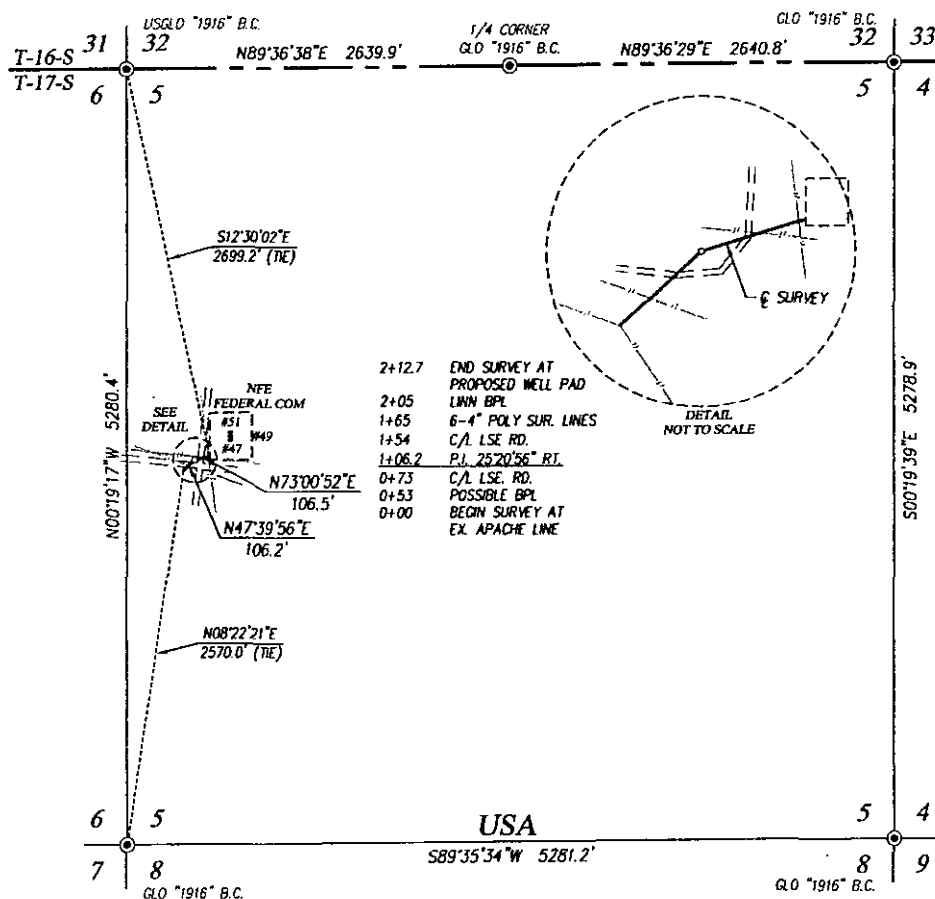 USGLO "1916" B.C.
GLO "1916" B.C.
31 32
1/4 CORNER
GLO "1916" B.C.
32 33
T-16-S
N89°36'38"E 2639.9'
N89°36'29"E 2640.8'
T-17-S
6 5
5 4
S12°30'02"E
2699.2' (TIE)
℄ SURVEY
DETAIL
NOT TO SCALE
N00°19'17"W 5280.4'
S00°19'39"E 5278.9'
SEE
DETAIL
NFE
FEDERAL COM
#51
#49
#47
N73°00'52"E
106.5'
N47°39'56"E
106.2'
2+12.7 END SURVEY AT
PROPOSED WELL PAD
2+05 LINN BPL
1+65 6-4" POLY SUR. LINES
1+54 C/L LSE RD.
1+06.2 P.I. 25°20'56" RT.
0+73 C/L LSE. RD.
0+53 POSSIBLE BPL
0+00 BEGIN SURVEY AT
EX. APACHE LINE
N08°22'21"E
2570.0' (TIE)
6 5
USA
5 4
S89°35'34"W 5281.2'
7 8
8 9
GLO "1916" B.C.
GLO "1916" B.C.